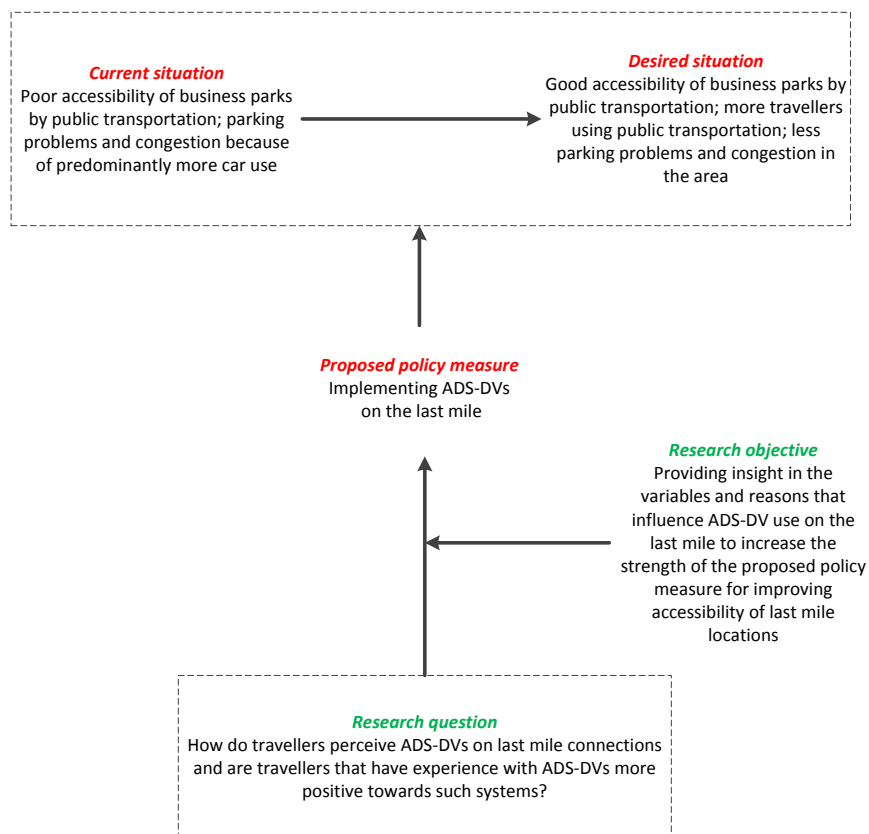 Current situation
Poor accessibility of business parks
by public transportation; parking
problems and congestion because
of predominantly more car use
Desired situation
Good accessibility of business parks by
public transportation; more travellers
using public transportation; less
parking problems and congestion in
the area
Proposed policy measure
Implementing ADS-DVs
on the last mile
Research objective
Providing insight in the
variables and reasons that
influence ADS-DV use on the
last mile to increase the
strength of the proposed policy
measure for improving
accessibility of last mile
locations
Research question
How do travellers perceive ADS-DVs on last mile connections
and are travellers that have experience with ADS-DVs more
positive towards such systems?